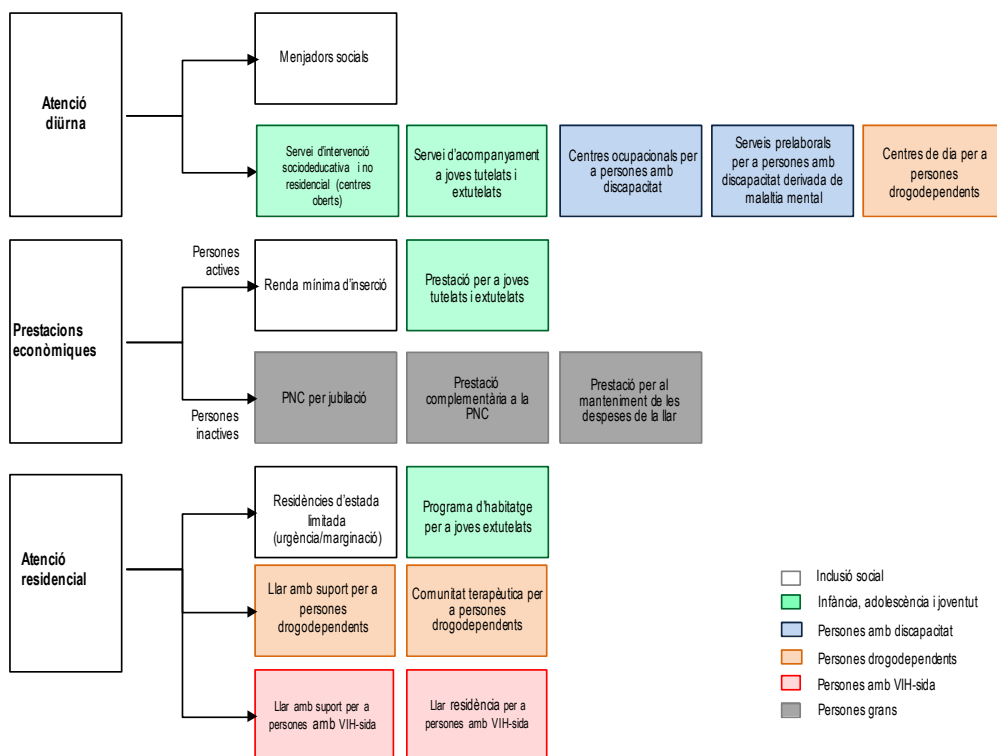 Atenció
diürna
Menjadors socials
Servei d'intervenció
sociodeducativa i no
residencial (centres
oberts)
Servei d'acompanyament
a joves tutelats i
extutelats
Centres ocupacionals per
a persones amb
discapacitat
Serveis prelaborals
per a persones amb
discapacitat derivada de
malaltia mental
Centres de dia per a
persones
drogodependents
Prestacions
econòmiques
Persones
actives
Renda mínima d'inserció
Prestació per a joves
tutelats i extutelats
Persones
inactives
PNC per jubilació
Prestació
complementària a la
PNC
Prestació per al
manteniment de les
despeses de la llar
Atenció
residencial
Residències d'estada
limitada
(urgència/marginació)
Programa d'habitatge
per a joves extutelats
Llar amb suport per a
persones
drogodependents
Comunitat terapèutica per
a persones
drogodependents
Llar amb suport per a
persones amb VIH-sida
Llar residència per a
persones amb VIH-sida
Inclusió social
Infància, adolescència i joventut
Persones amb discapacitat
Persones drogodependents
Persones amb VIH-sida
Persones grans